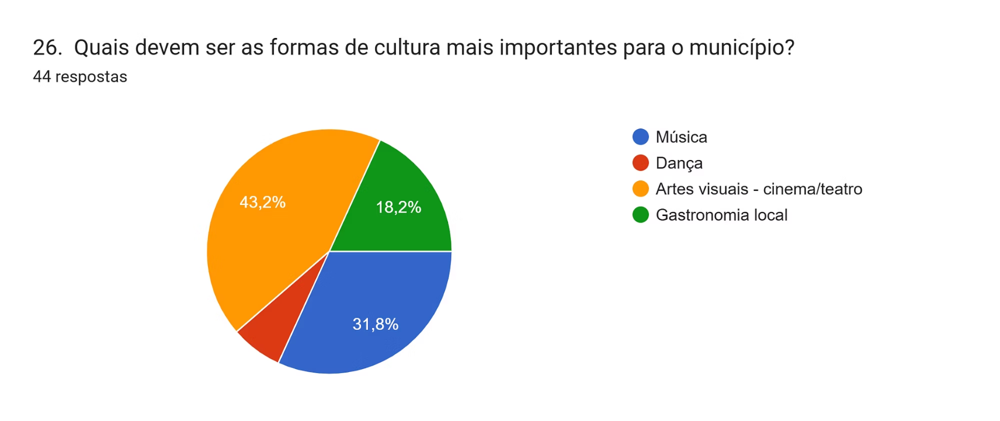 26. Quais devem ser as formas de cultura mais importantes para o município?
44 respostas
Música
Dança
Artes visuais - cinema/teatro
Gastronomia local
43,2%
18,2%
31,8%